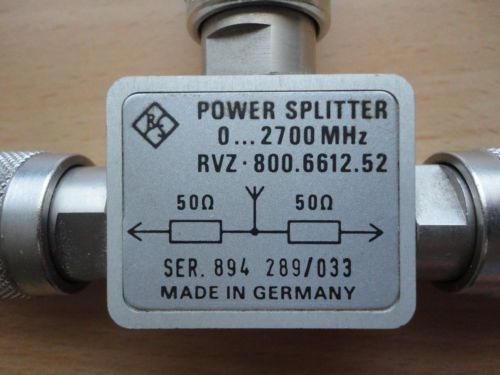 R&S
POWER SPLITTER
0...2700 MHz
RVZ · 800.6612.52
50Ω 50Ω
SER. 894 289/033
MADE IN GERMANY